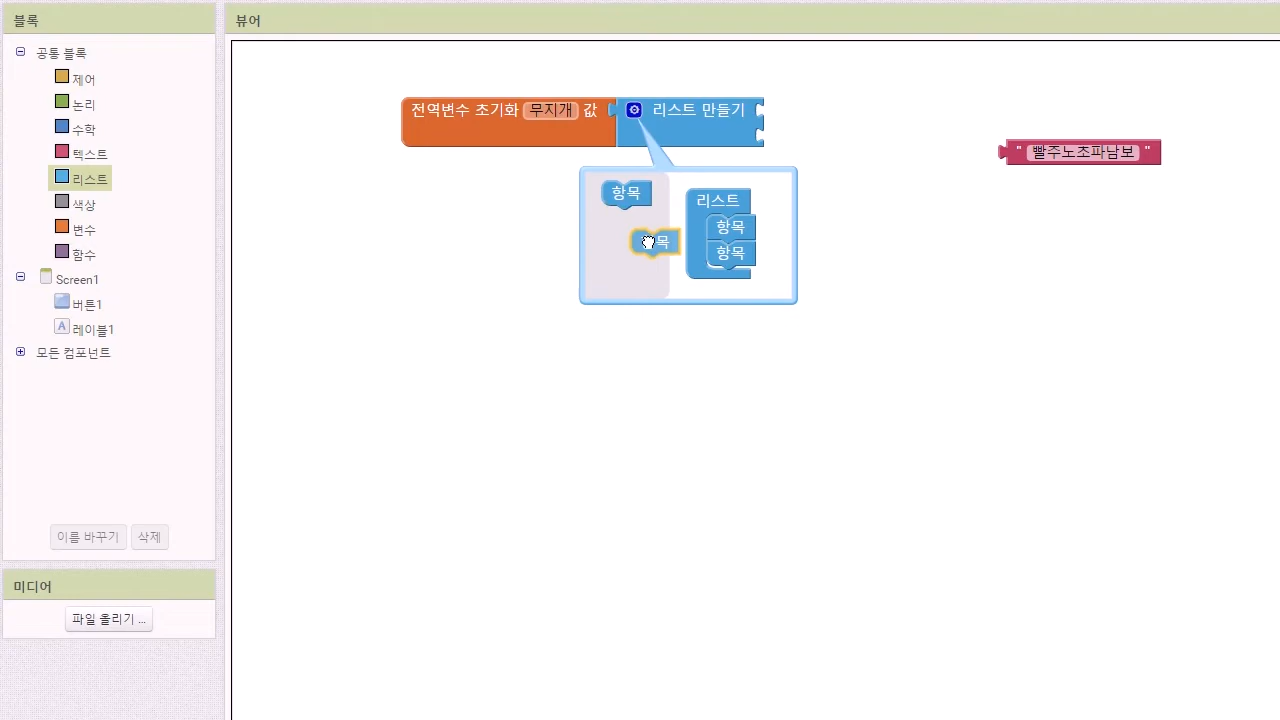 블록
공통 블록
제어
논리
수학
텍스트
리스트
색상
변수
함수
Screen1
버튼1
A 레이블1
모든 컴포넌트
이름 바꾸기 삭제
미디어
파일 올리기 ...
뷰어
전역변수 초기화 무지개 값 리스트 만들기
" 빨주노초파남보 "
항목
목
리스트
항목
항목